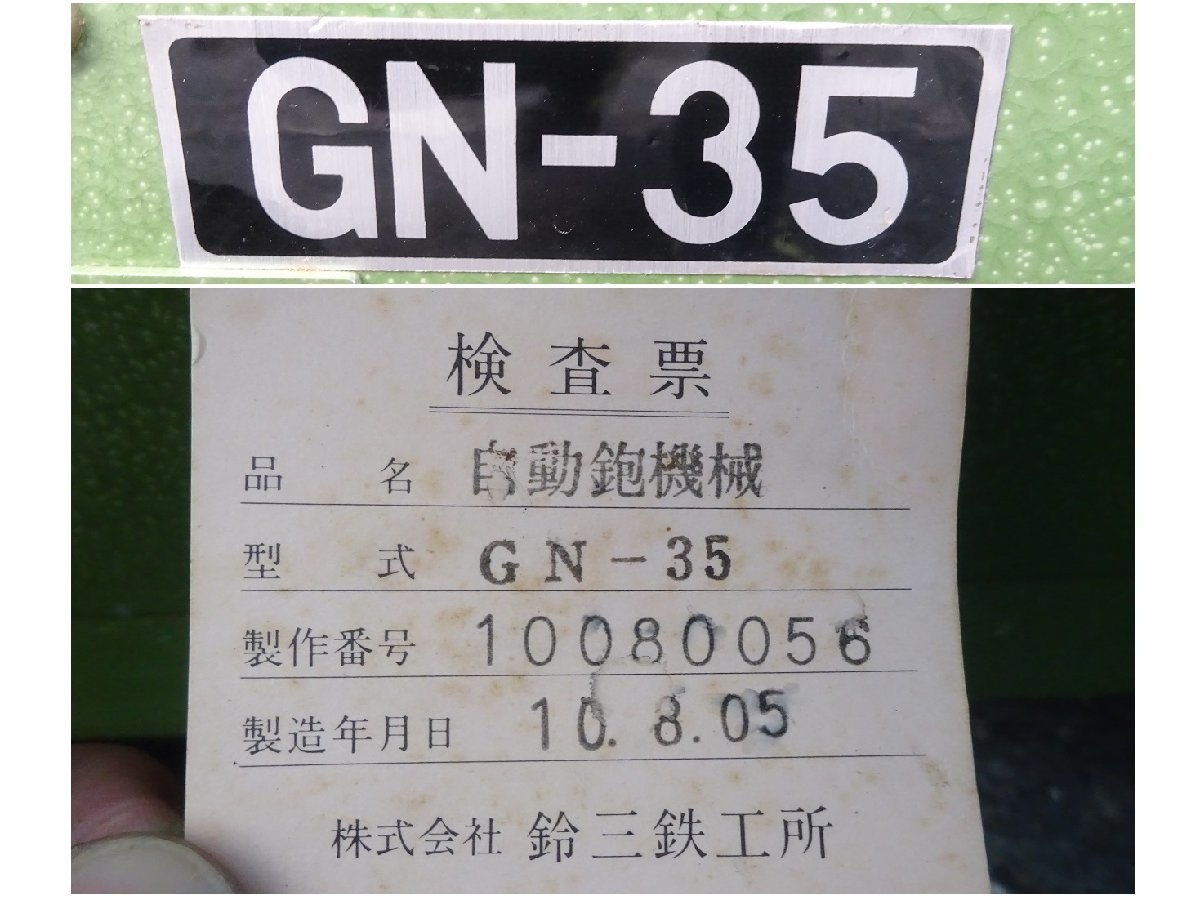 GN-35
検査票
品名 自動鉋機械
型式 GN-35
製作番号 10080056
製造年月日 10.8.05
株式会社 鈴三鉄工所